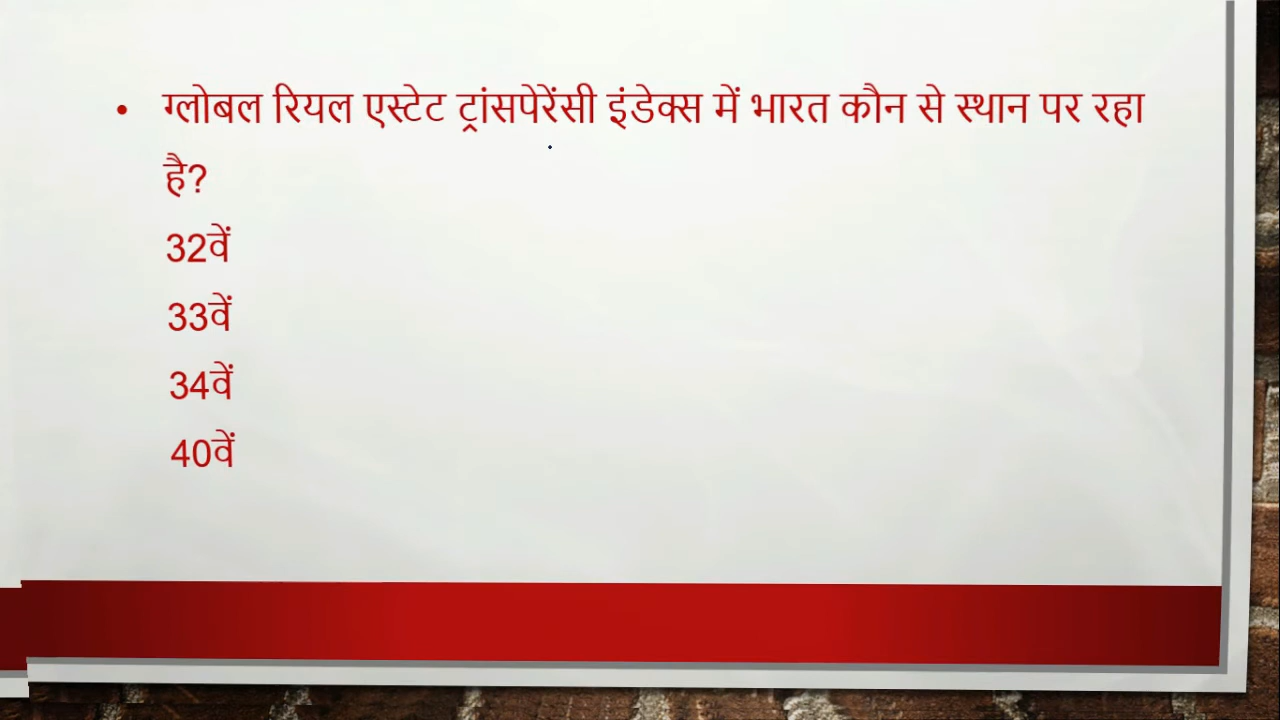 • ग्लोबल रियल एस्टेट ट्रांसपेरेंसी इंडेक्स में भारत कौन से स्थान पर रहा
है?
32वें
33वें
34वें
40वें